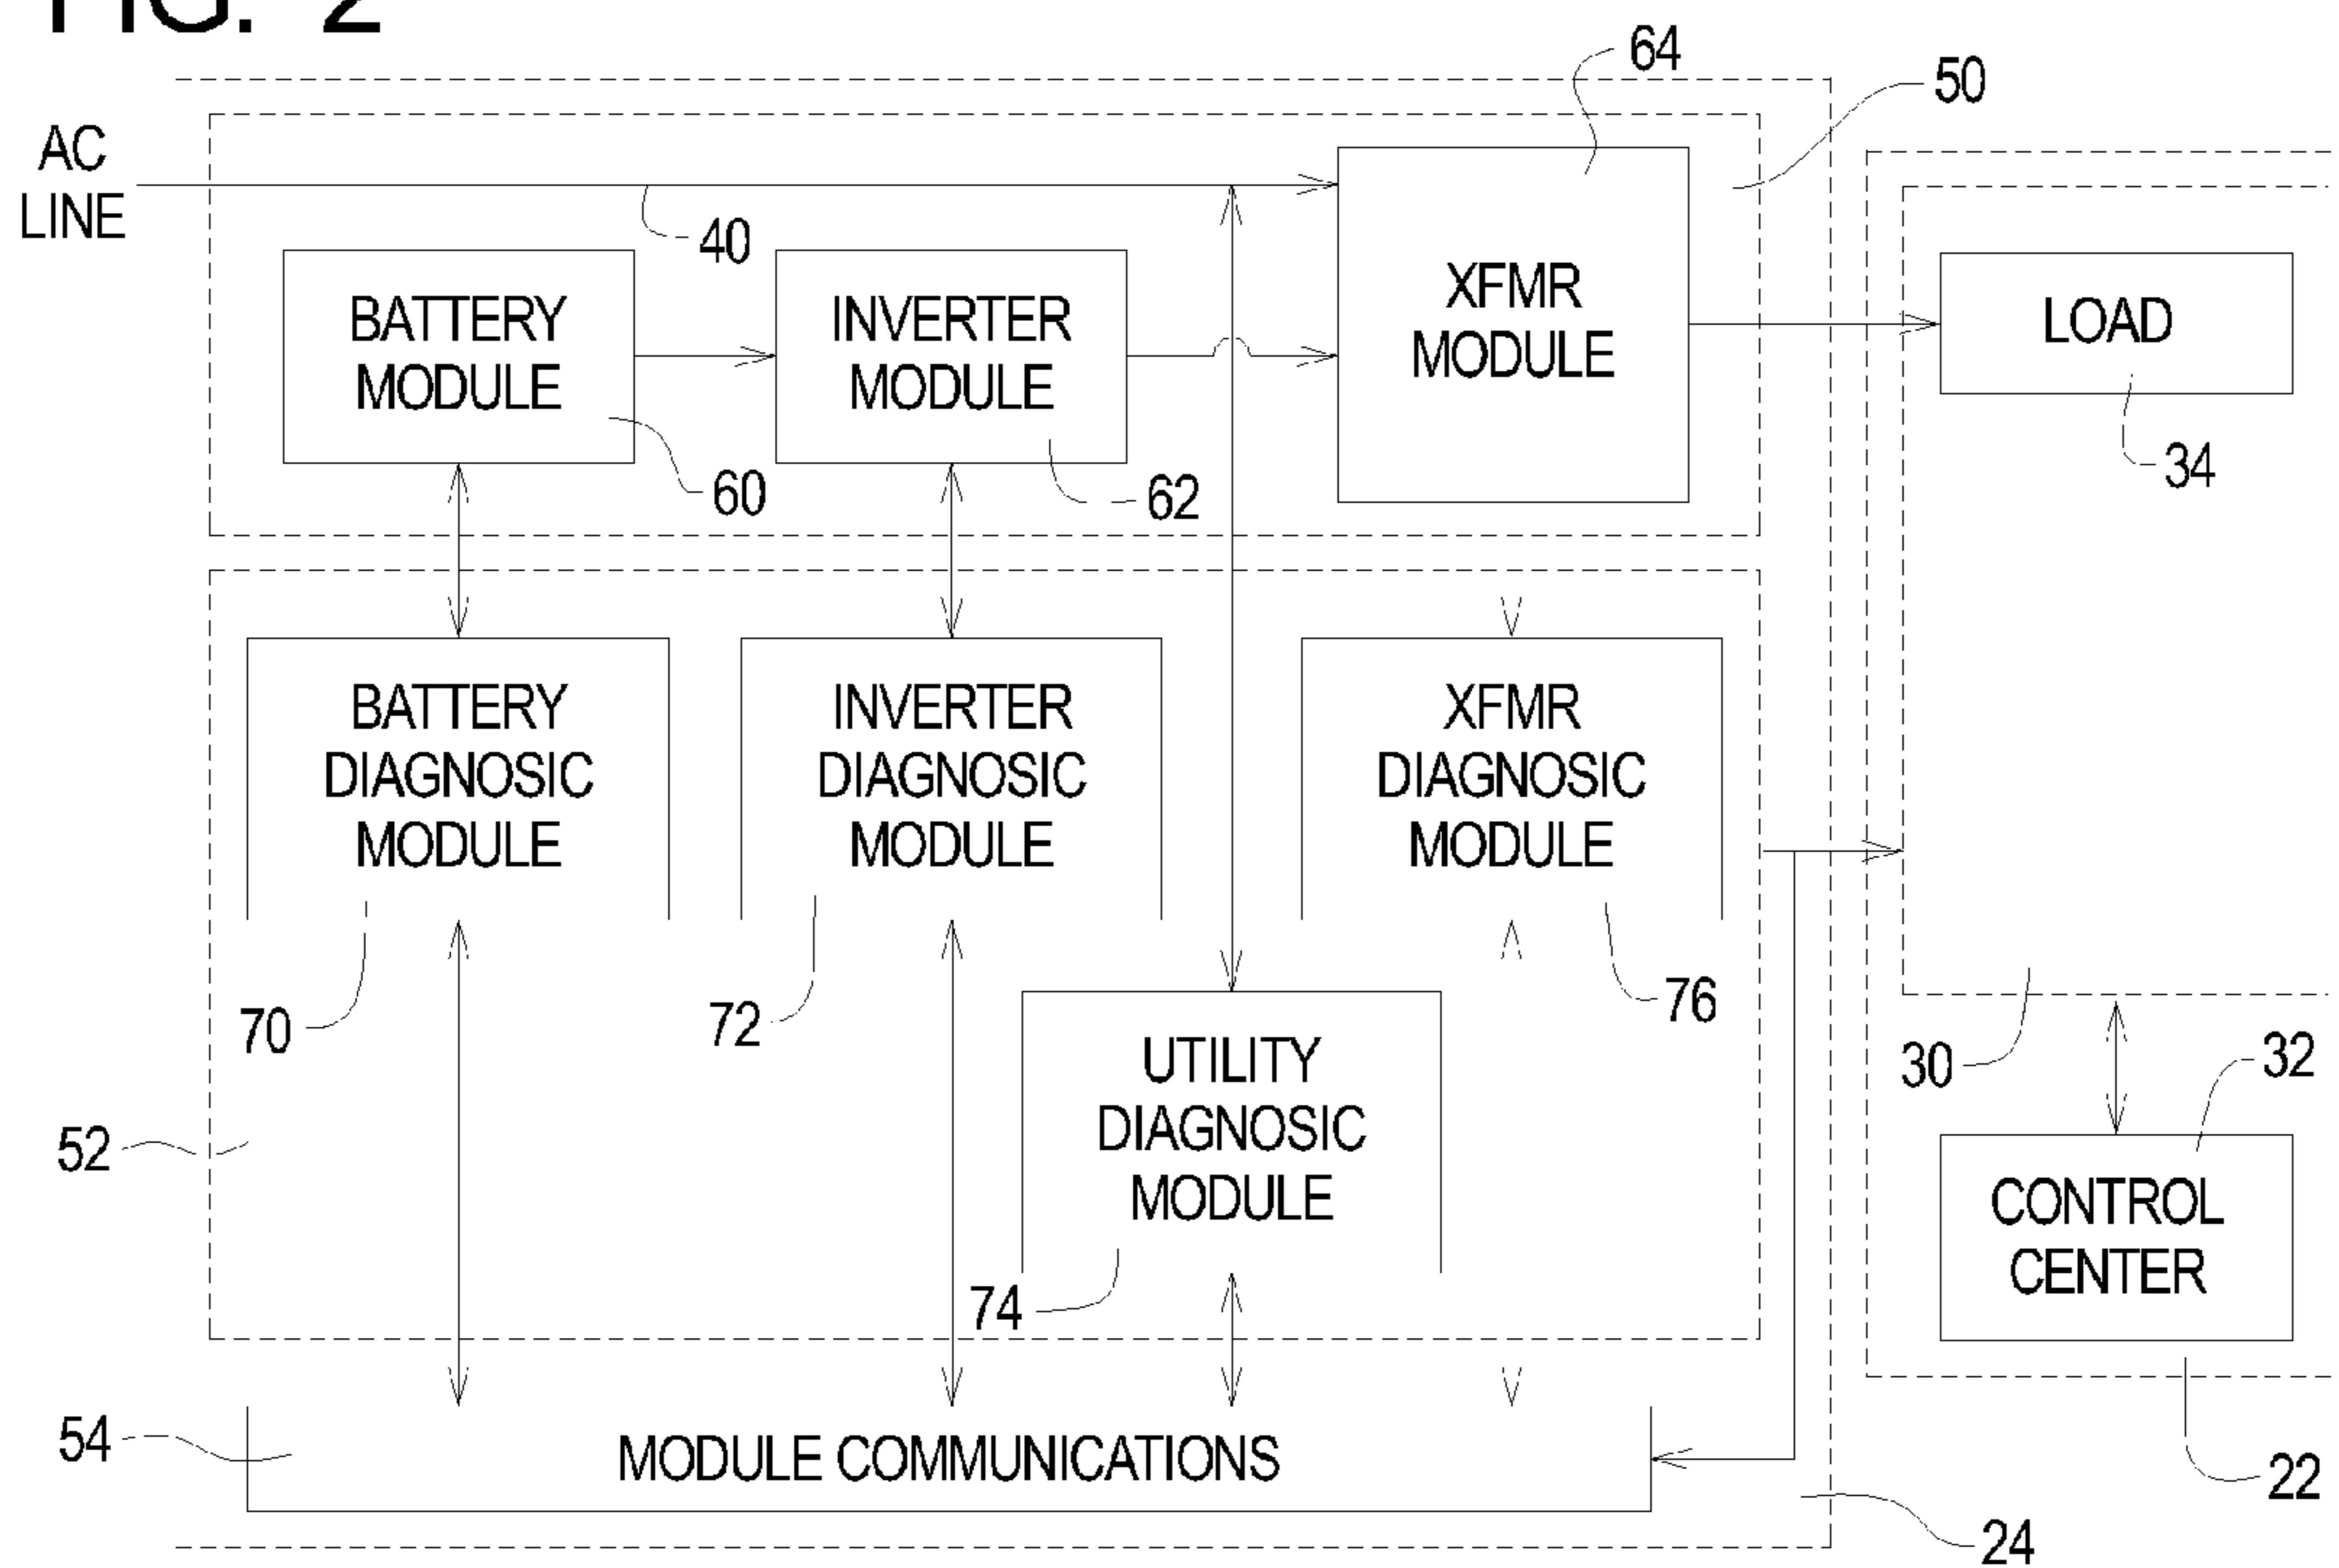 FIG. 2
64
50
AC
LINE
40
BATTERY
MODULE
INVERTER
MODULE
XFMR
MODULE
LOAD
60
62
34
BATTERY
DIAGNOSIC
MODULE
INVERTER
DIAGNOSIC
MODULE
XFMR
DIAGNOSIC
MODULE
70
72
76
UTILITY
DIAGNOSIC
MODULE
30
32
52
CONTROL
CENTER
74
54
MODULE COMMUNICATIONS
22
24